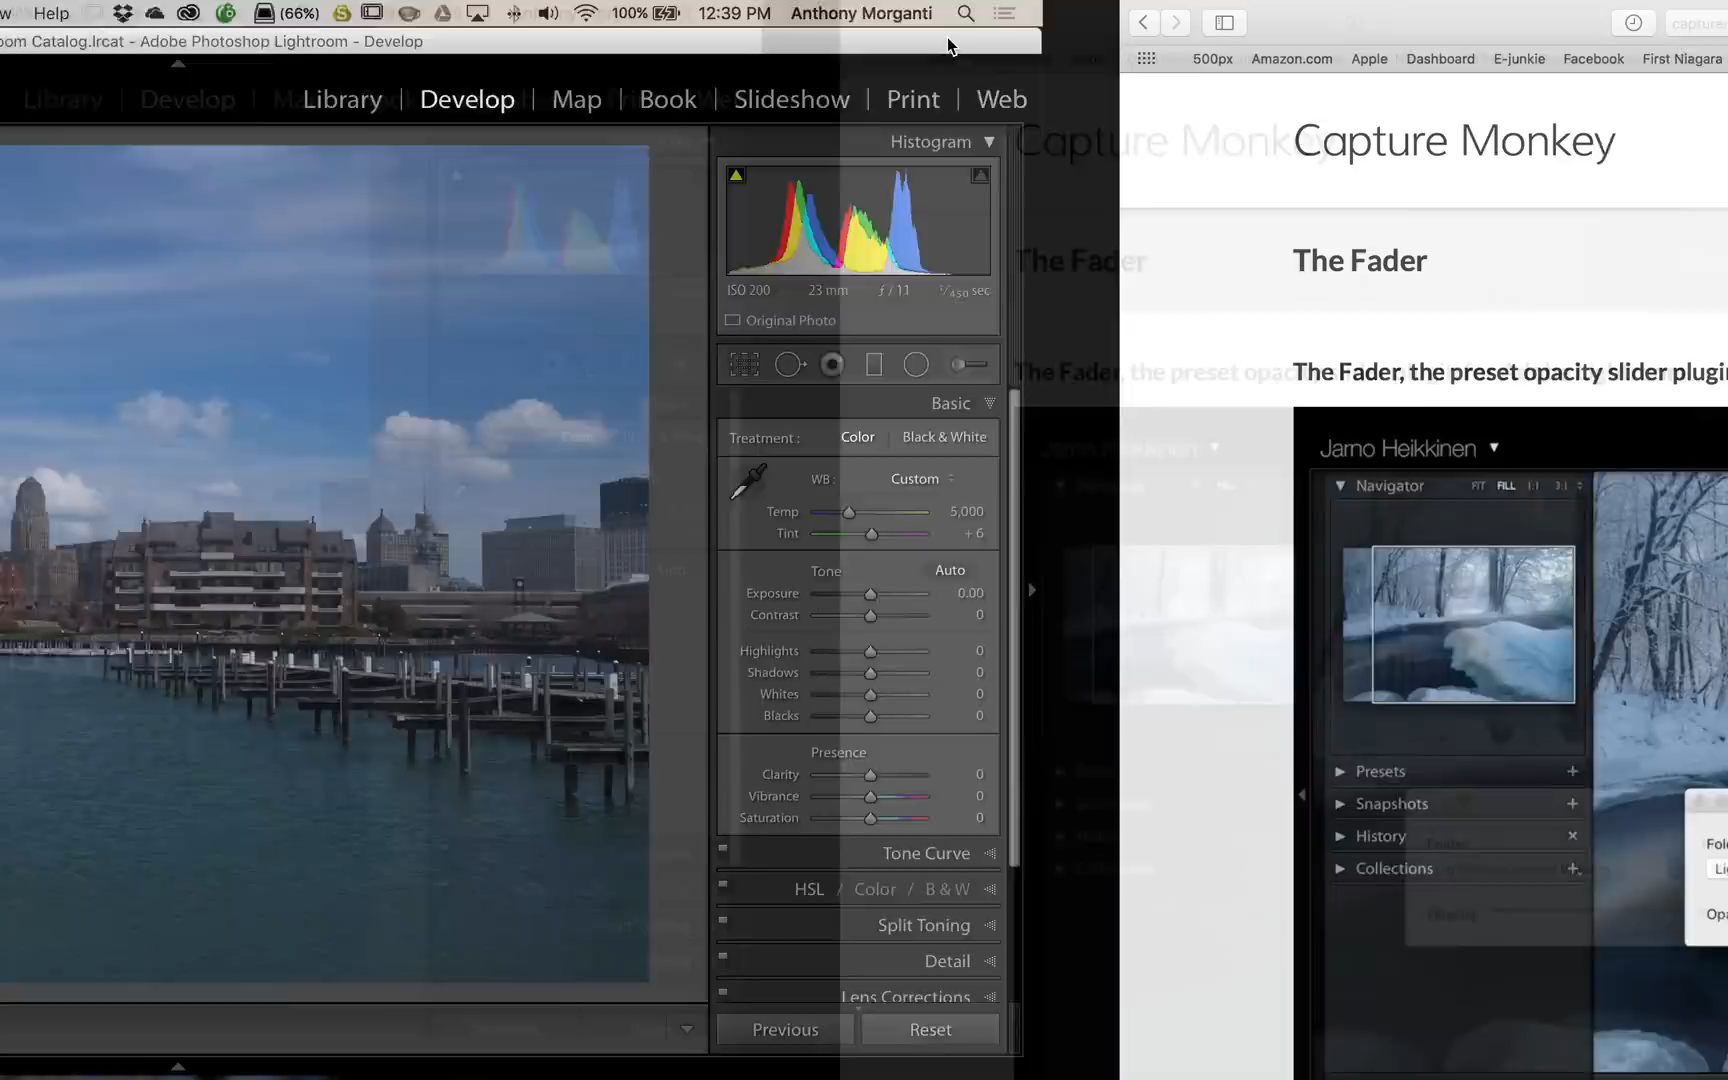 w Help (66%) 100% 12:39 PM Anthony Morganti
oom Catalog.lrcat - Adobe Photoshop Lightroom - Develop
Library | Develop | Map | Book | Slideshow | Print | Web
Histogram
ISO 200 23 mm ƒ / 11 1/450 sec
Original Photo
Basic
Treatment : Color Black & White
WB : Custom
Temp 5,000
Tint + 6
Tone Auto
Exposure 0.00
Contrast 0
Highlights 0
Shadows 0
Whites 0
Blacks 0
Presence
Clarity 0
Vibrance 0
Saturation 0
Tone Curve
HSL / Color / B & W
Split Toning
Detail
Lens Corrections
Previous Reset
capture
500px Amazon.com Apple Dashboard E-junkie Facebook First Niagara
Capture Monkey
The Fader
The Fader, the preset opacity slider plugin
Jarno Heikkinen
Navigator FIT FILL 1:1 3:1
Presets
Snapshots
History
Collections
Fol
Li
Opa